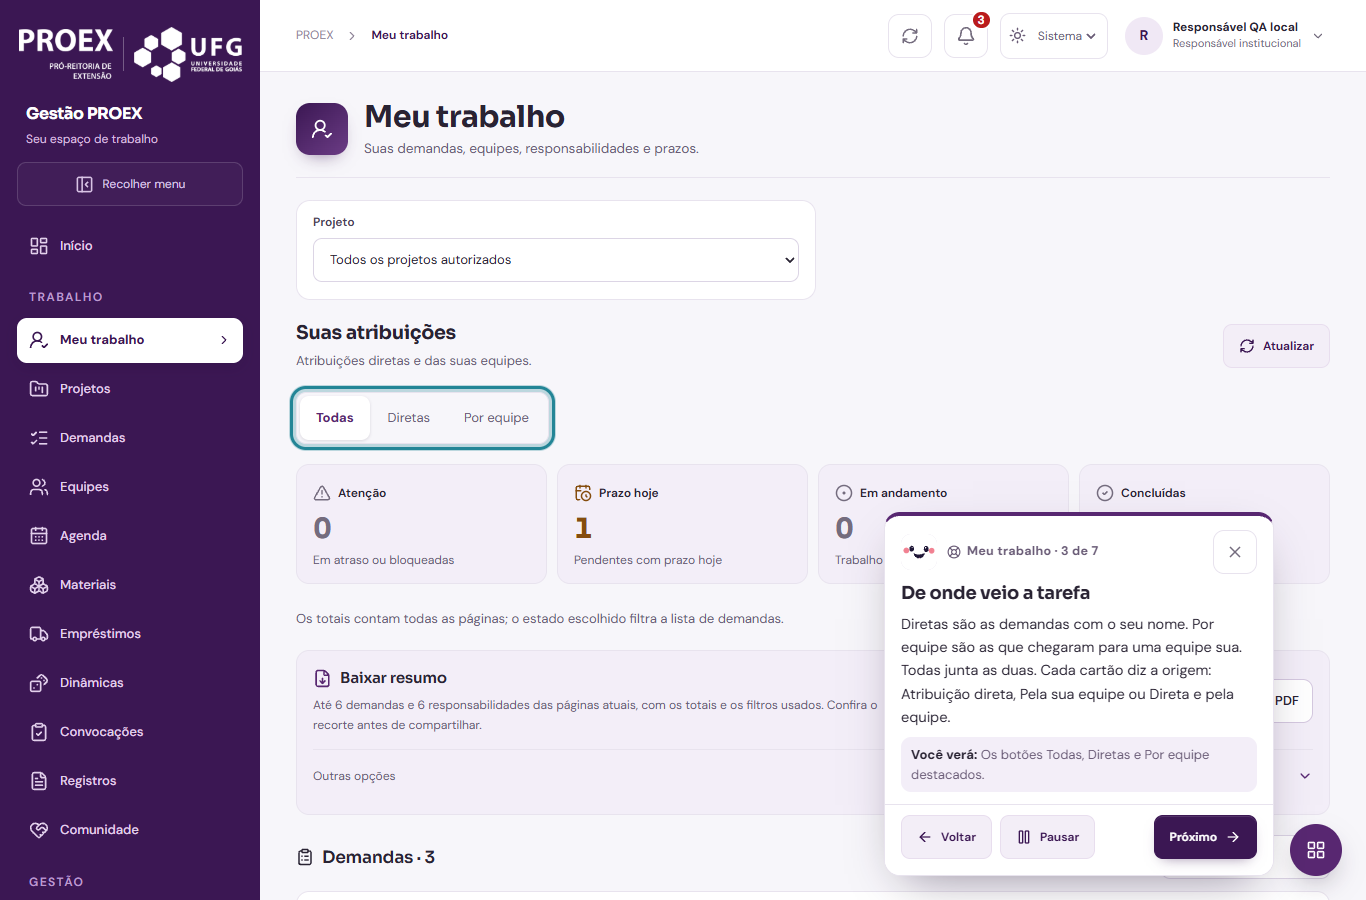 PROEX
PRÓ-REITORIA DE
EXTENSÃO
UFG
UNIVERSIDADE
FEDERAL DE GOIÁS
Gestão PROEX
Seu espaço de trabalho
Recolher menu
Início
TRABALHO
Meu trabalho
Projetos
Demandas
Equipes
Agenda
Materiais
Empréstimos
Dinâmicas
Convocações
Registros
Comunidade
GESTÃO
PROEX > Meu trabalho
3
Sistema
R
Responsável QA local
Responsável institucional
Meu trabalho
Suas demandas, equipes, responsabilidades e prazos.
Projeto
Todos os projetos autorizados
Suas atribuições
Atribuições diretas e das suas equipes.
Atualizar
Todas Diretas Por equipe
Atenção
0
Em atraso ou bloqueadas
Prazo hoje
1
Pendentes com prazo hoje
Em andamento
0
Trabalho
Concluídas
Os totais contam todas as páginas; o estado escolhido filtra a lista de demandas.
Baixar resumo
Até 6 demandas e 6 responsabilidades das páginas atuais, com os totais e os filtros usados. Confira o
recorte antes de compartilhar.
PDF
Outras opções
Demandas · 3
Meu trabalho · 3 de 7
De onde veio a tarefa
Diretas são as demandas com o seu nome. Por
equipe são as que chegaram para uma equipe sua.
Todas junta as duas. Cada cartão diz a origem:
Atribuição direta, Pela sua equipe ou Direta e pela
equipe.
Você verá: Os botões Todas, Diretas e Por equipe
destacados.
Voltar
Pausar
Próximo